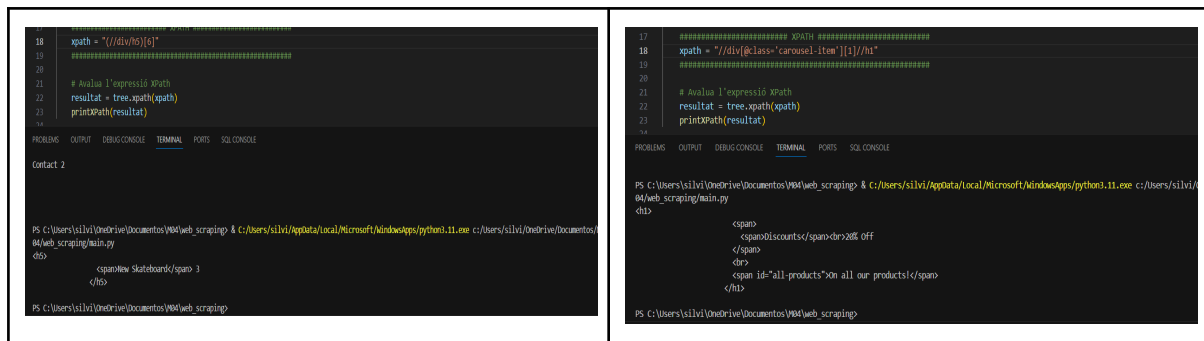 18 xpath = "(//div/h5)[6]"
19 ##########################################################
20
21 # Avalua l'expressió XPath
22 resultat = tree.xpath(xpath)
23 printXPath(resultat)
PROBLEMS OUTPUT DEBUG CONSOLE TERMINAL PORTS SQL CONSOLE
Contact 2
PS C:\Users\silvi\OneDrive\Documentos\M04\web_scraping> & C:/Users/silvi/AppData/Local/Microsoft/WindowsApps/python3.11.exe c:/Users/silvi/OneDrive/Documentos/
04/web_scraping/main.py
<h5>
<span>New Skateboard</span> 3
</h5>
PS C:\Users\silvi\OneDrive\Documentos\M04\web_scraping>
17 ######################### XPATH ##########################
18 xpath = "//div[@class='carousel-item'][1]//h1"
19 ##########################################################
20
21 # Avalua l'expressió XPath
22 resultat = tree.xpath(xpath)
23 printXPath(resultat)
PROBLEMS OUTPUT DEBUG CONSOLE TERMINAL PORTS SQL CONSOLE
PS C:\Users\silvi\OneDrive\Documentos\M04\web_scraping> & C:/Users/silvi/AppData/Local/Microsoft/WindowsApps/python3.11.exe c:/Users/silvi/
04/web_scraping/main.py
<h1>
<span>
<span>Discounts</span><br>20% Off
</span>
<br>
<span id="all-products">On all our products!</span>
</h1>
PS C:\Users\silvi\OneDrive\Documentos\M04\web_scraping>